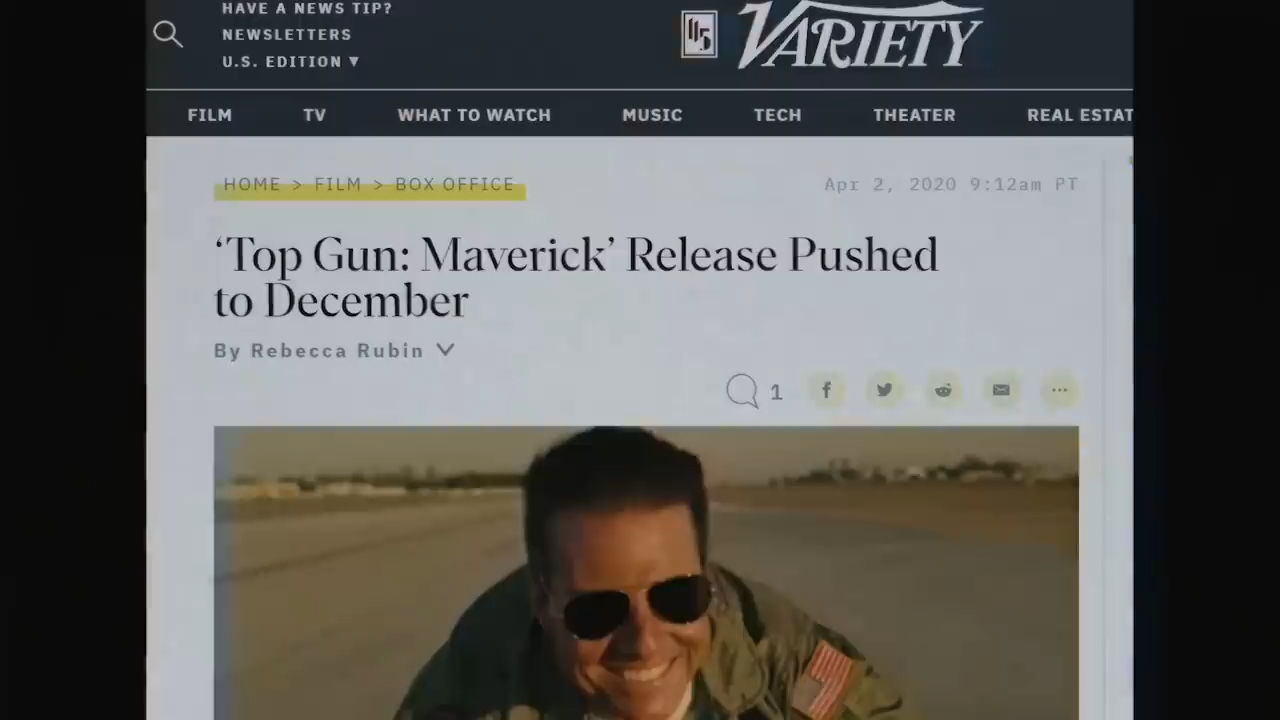 HAVE A NEWS TIP?
NEWSLETTERS
U.S. EDITION ▼
VARIETY
FILM TV WHAT TO WATCH MUSIC TECH THEATER REAL ESTAT
HOME > FILM > BOX OFFICE
Apr 2, 2020 9:12am PT
‘Top Gun: Maverick’ Release Pushed
to December
By Rebecca Rubin
1